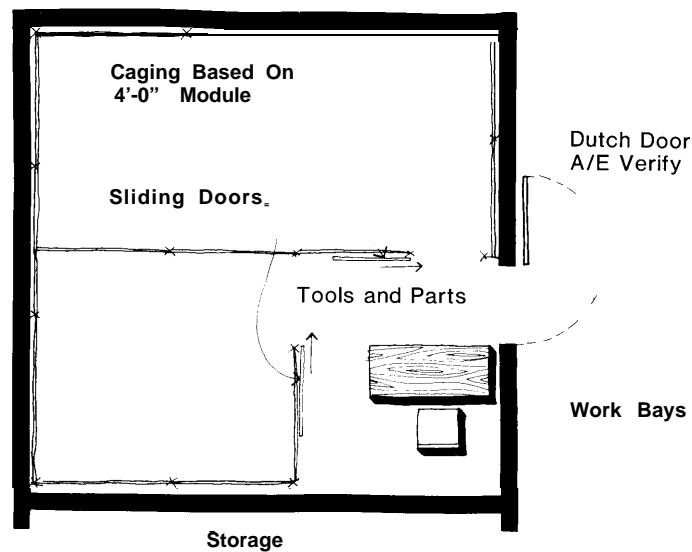 Caging Based On
4'-0” Module
Dutch Door
A/E Verify
Sliding Doors
Tools and Parts
Work Bays
Storage